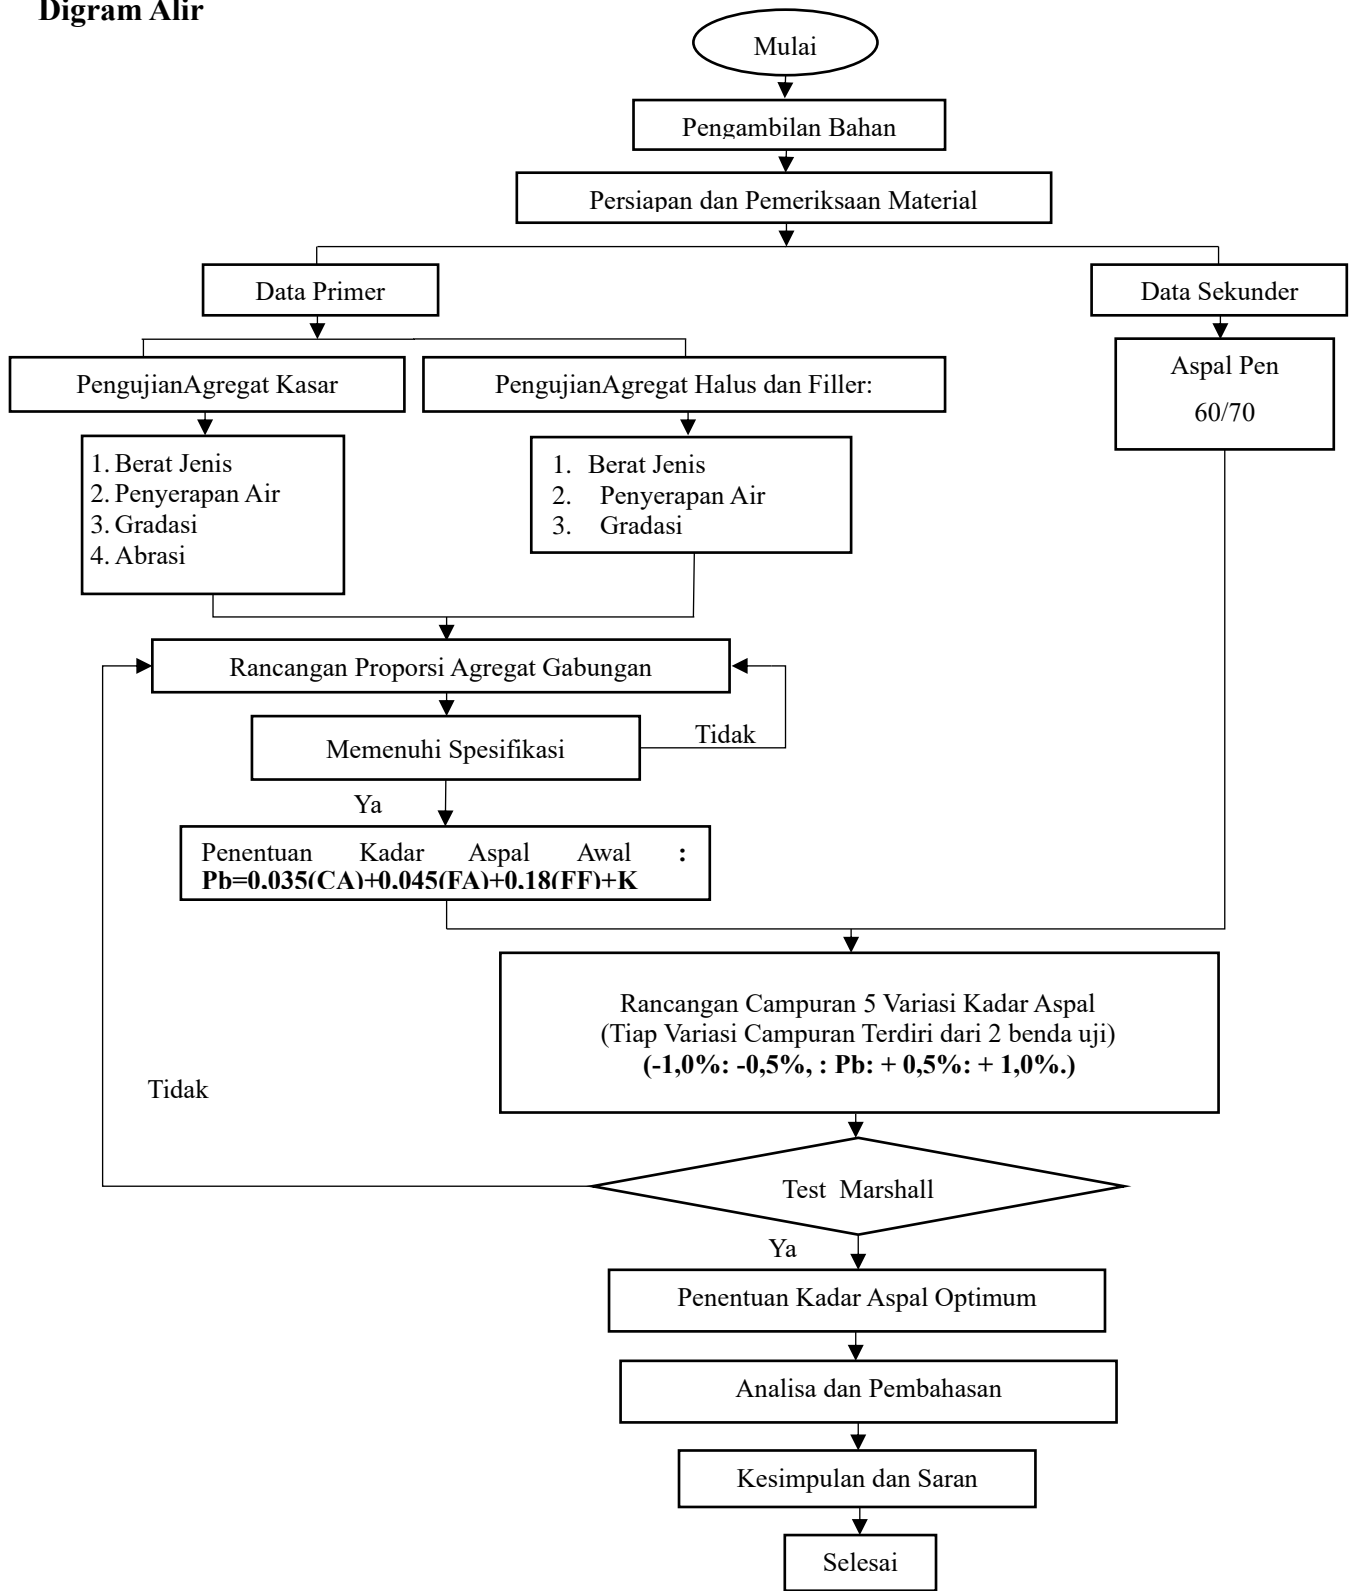 Digram Alir
Mulai
Pengambilan Bahan
Persiapan dan Pemeriksaan Material
Data Primer
Data Sekunder
PengujianAgregat Kasar
PengujianAgregat Halus dan Filler:
Aspal Pen
60/70
1. Berat Jenis
2. Penyerapan Air
3. Gradasi
4. Abrasi
1. Berat Jenis
2. Penyerapan Air
3. Gradasi
Rancangan Proporsi Agregat Gabungan
Memenuhi Spesifikasi
Tidak
Ya
Penentuan Kadar Aspal Awal :
Pb=0,035(CA)+0,045(FA)+0,18(FF)+K
Rancangan Campuran 5 Variasi Kadar Aspal
(Tiap Variasi Campuran Terdiri dari 2 benda uji)
(-1,0%: -0,5%, : Pb: + 0,5%: + 1,0%.)
Tidak
Test Marshall
Ya
Penentuan Kadar Aspal Optimum
Analisa dan Pembahasan
Kesimpulan dan Saran
Selesai